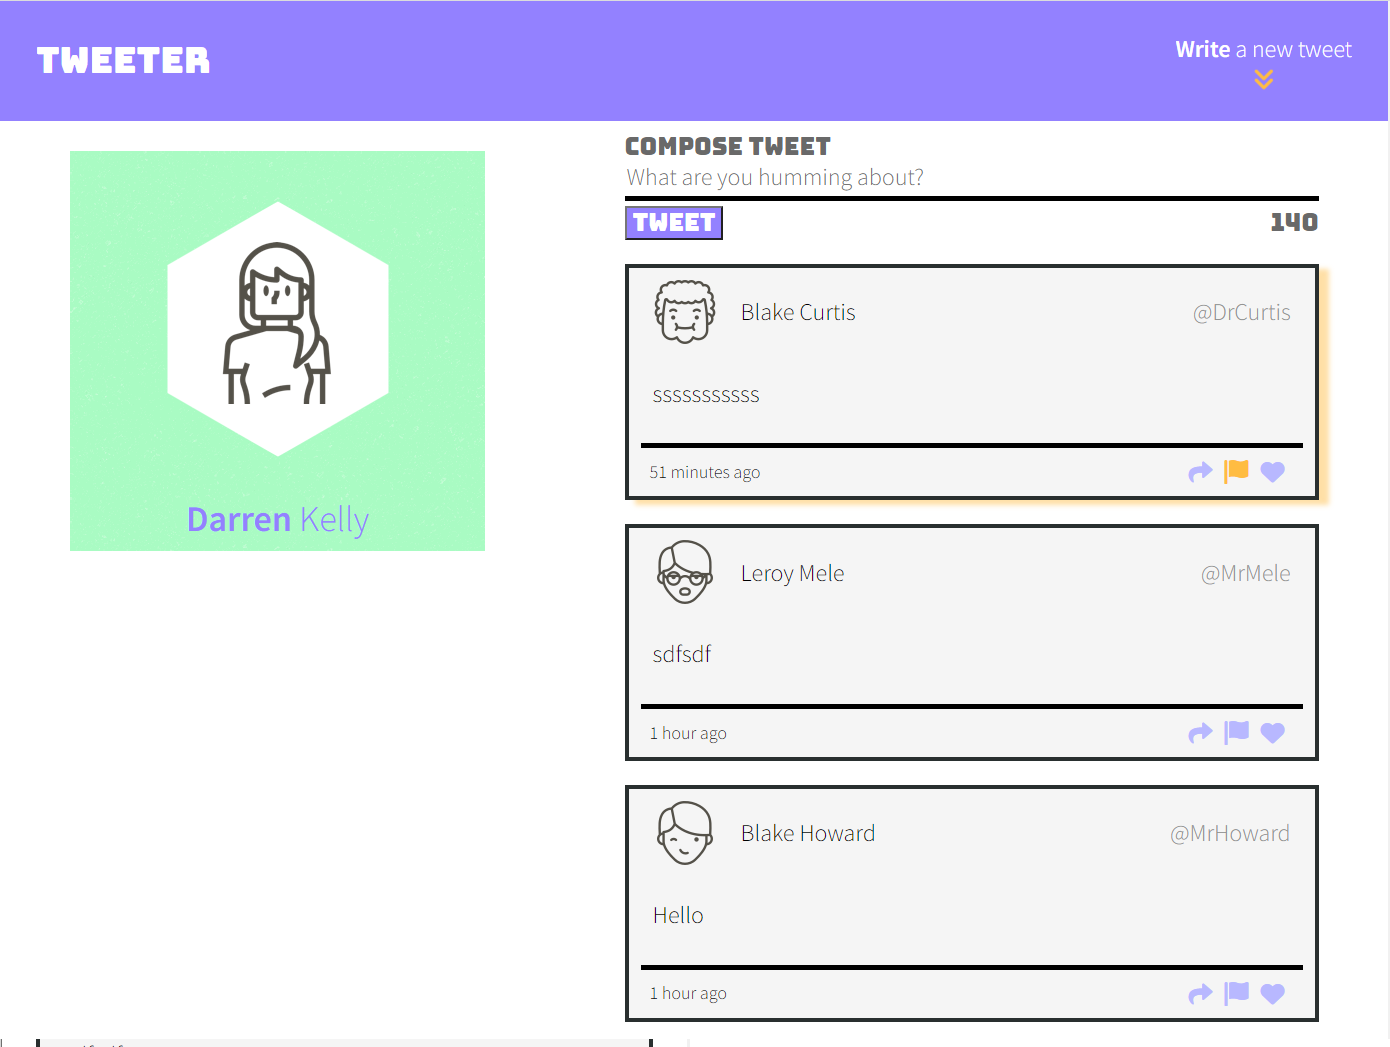 TWEETER
Write a new tweet
Darren Kelly
COMPOSE TWEET
What are you humming about?
TWEET
140
Blake Curtis
@DrCurtis
sssssssssss
51 minutes ago
Leroy Mele
@MrMele
sdfsdf
1 hour ago
Blake Howard
@MrHoward
Hello
1 hour ago